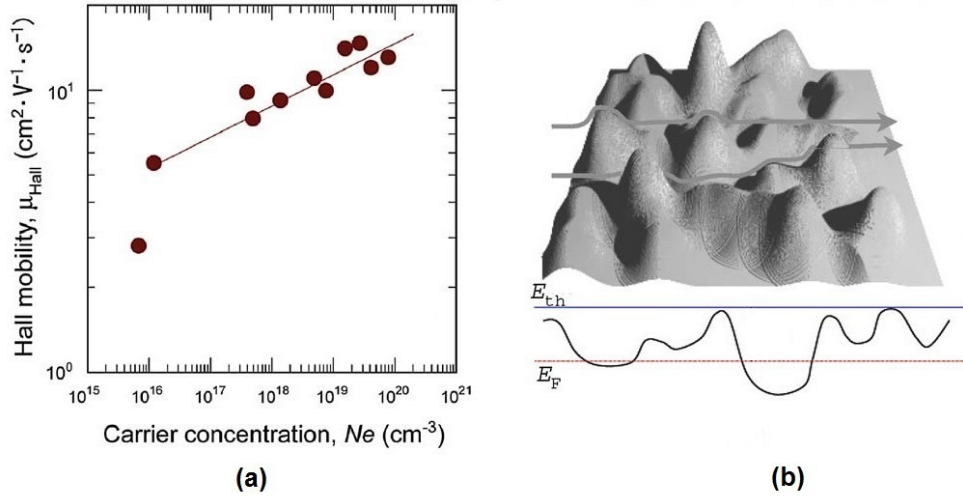 Hall mobility, μHall (cm²·V⁻¹·s⁻¹)
10¹
10⁰
10¹⁵ 10¹⁶ 10¹⁷ 10¹⁸ 10¹⁹ 10²⁰ 10²¹
Carrier concentration, Ne (cm⁻³)
(a)
Eth
EF
(b)